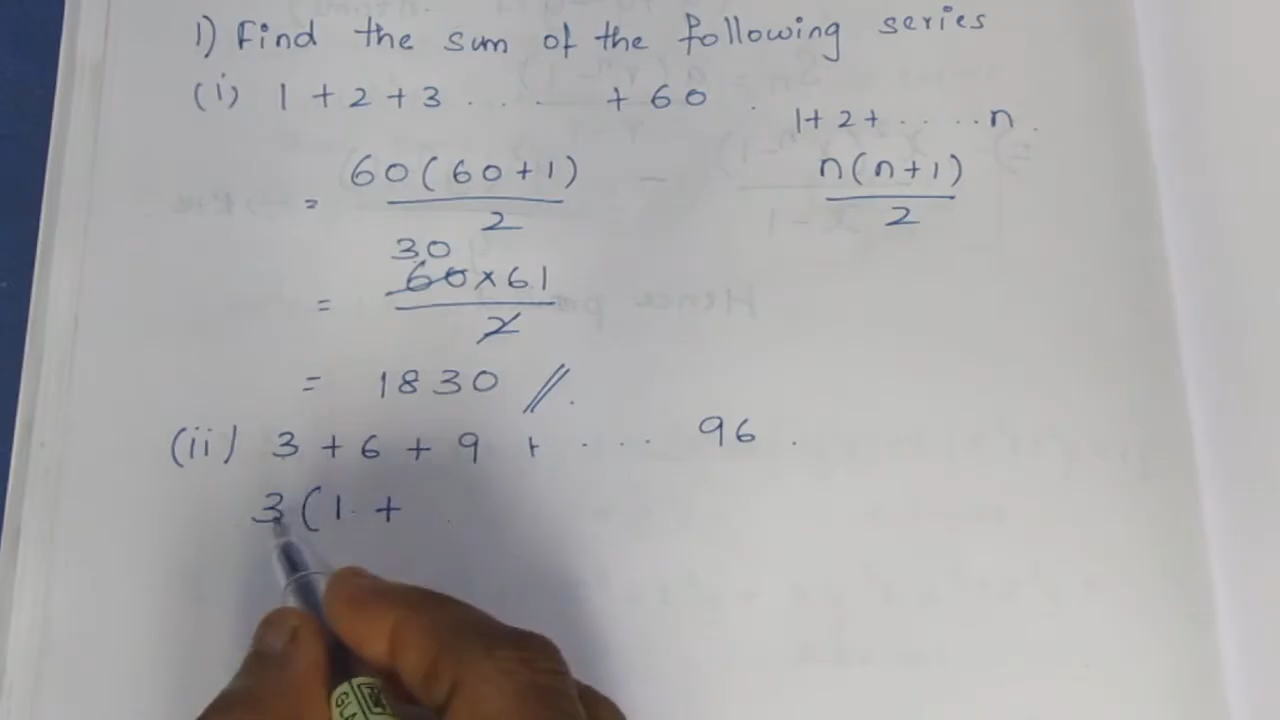 1) Find the sum of the following series
(i) 1 + 2 + 3 .... + 60 .
1 + 2 + ..... n .
n(n+1)
2
= 60(60+1)
2
30
= 60 x 61
2
= 1830 //.
(ii) 3 + 6 + 9 + .... 96 .
3 ( 1 +
GLA